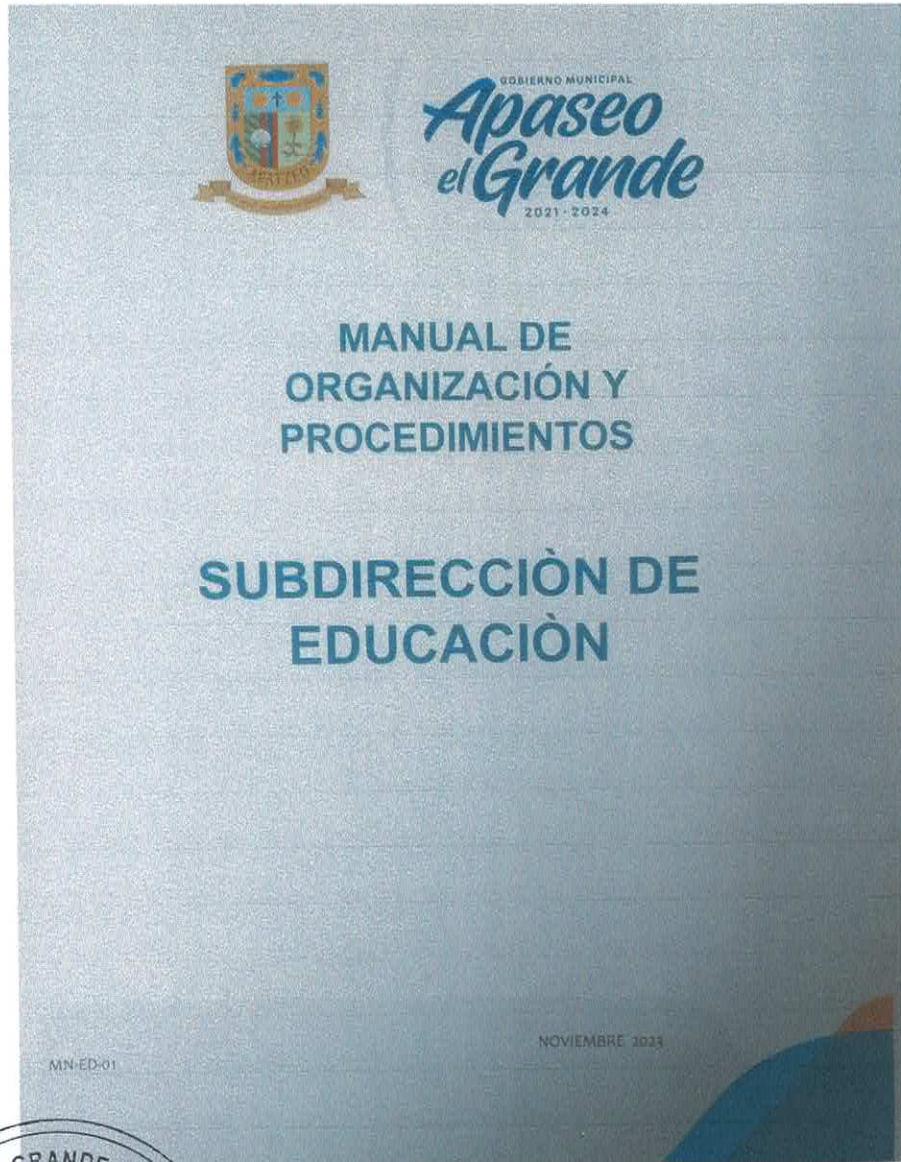 GOBIERNO MUNICIPAL
Apaseo
el Grande
2021 - 2024
APATZEO
MANUAL DE
ORGANIZACIÓN Y
PROCEDIMIENTOS
SUBDIRECCIÒN DE
EDUCACIÒN
NOVIEMBRE 2023
MN-ED-01
GRANDE